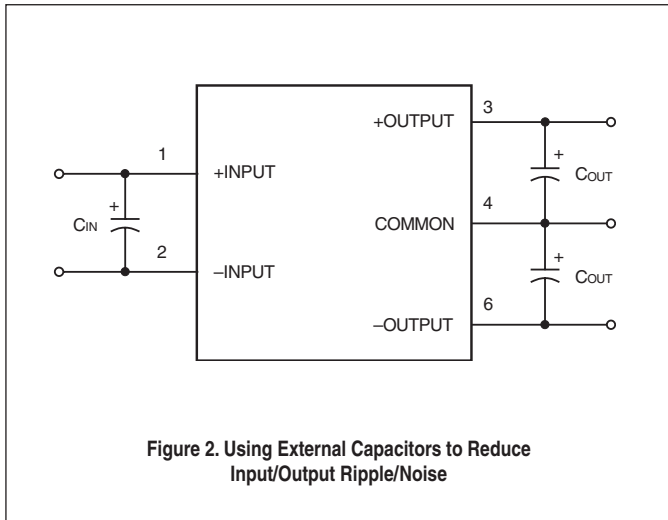 3
+OUTPUT
+
1
COUT
+INPUT
4
+
CIN
COMMON
+
2
COUT
–INPUT
6
–OUTPUT
Figure 2. Using External Capacitors to Reduce
Input/Output Ripple/Noise